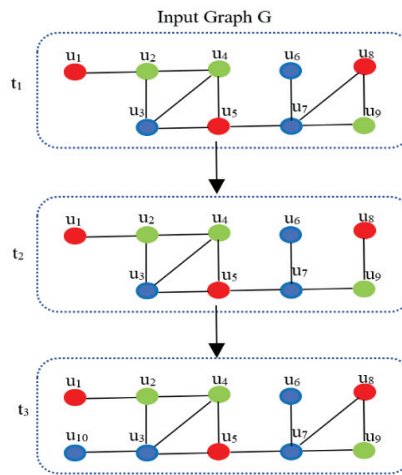 Input Graph G
u₁ u₂ u₄ u₆ u₈
t₁
u₃ u₅ u₇ u₉
u₁ u₂ u₄ u₆ u₈
t₂
u₃ u₅ u₇ u₉
u₁ u₂ u₄ u₆ u₈
t₃
u₁₀ u₃ u₅ u₇ u₉